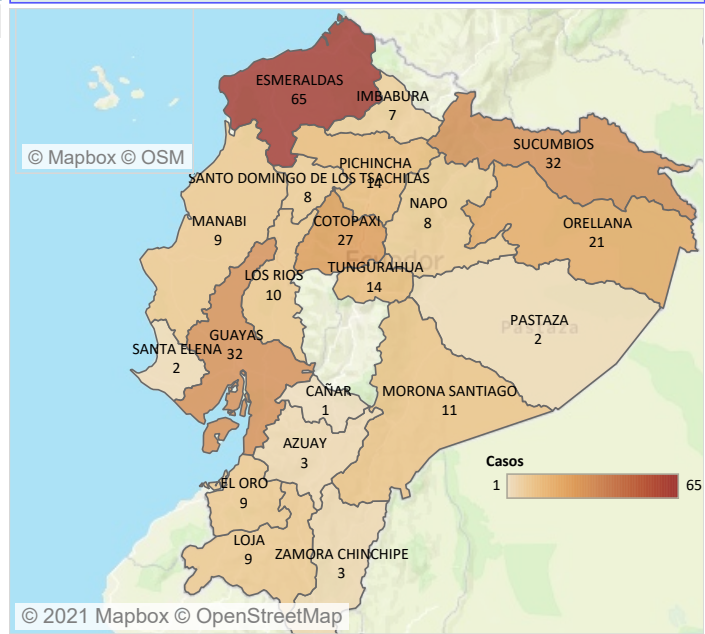 ESMERALDAS
65
IMBABURA
7
© Mapbox © OSM
SUCUMBIOS
32
PICHINCHA
14
SANTO DOMINGO DE LOS TSACHILAS
8
NAPO
8
MANABI
9
COTOPAXI
27
ORELLANA
21
Ecuador
TUNGURAHUA
14
LOS RIOS
10
PASTAZA
Pastaza
2
GUAYAS
32
SANTA ELENA
2
CAÑAR
1
MORONA SANTIAGO
11
AZUAY
3
Casos
1 65
EL ORO
9
LOJA
9
ZAMORA CHINCHIPE
3
© 2021 Mapbox © OpenStreetMap